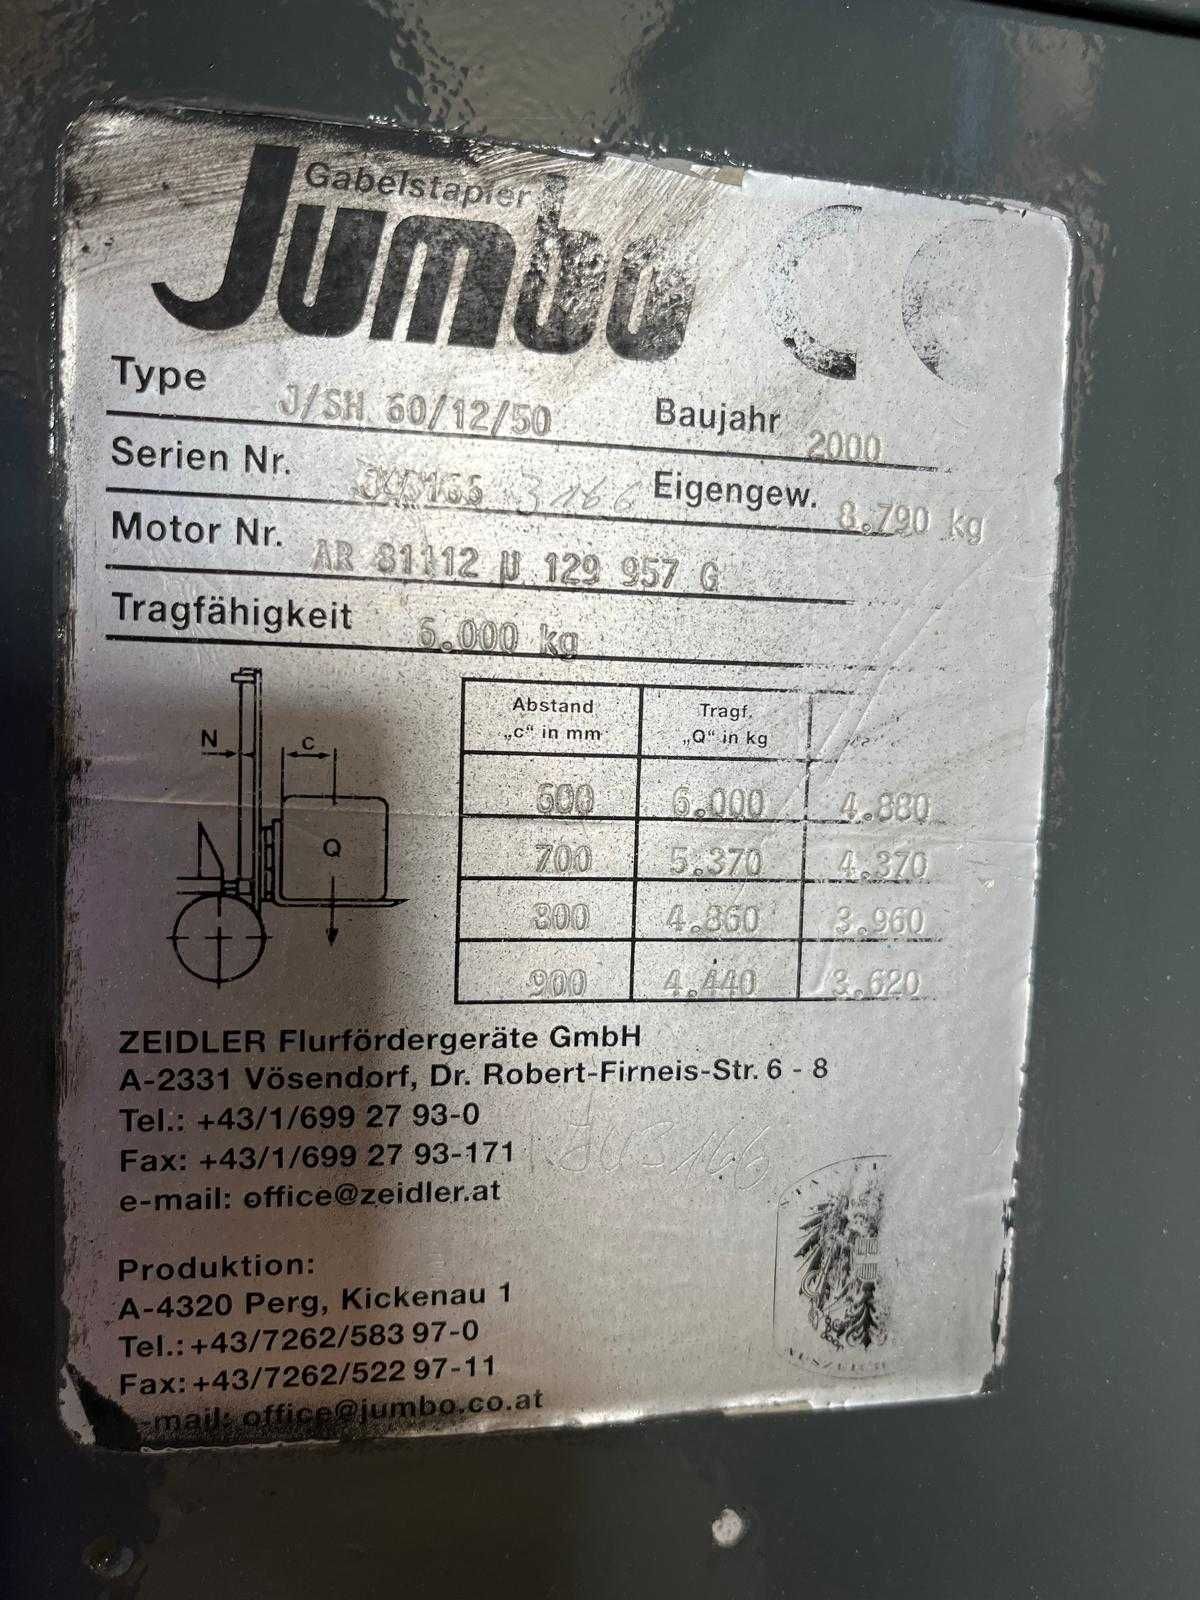 Gabelstapler
Jumbo CE
Type J/SH 60/12/50 Baujahr 2000
Serien Nr. 3166 Eigengew. 8.790 kg
Motor Nr. AR 81112 U 129 957 G
Tragfähigkeit 6.000 kg
N C Q
Abstand Tragf.
„c“ in mm „Q“ in kg
600 6.000 4.880
700 5.370 4.370
800 4.860 3.960
900 4.440 3.620
ZEIDLER Flurfördergeräte GmbH
A-2331 Vösendorf, Dr. Robert-Firneis-Str. 6 - 8
Tel.: +43/1/699 27 93-0
Fax: +43/1/699 27 93-171
e-mail: office@zeidler.at
Produktion:
A-4320 Perg, Kickenau 1
Tel.: +43/7262/583 97-0
Fax: +43/7262/522 97-11
-mail: office@jumbo.co.at